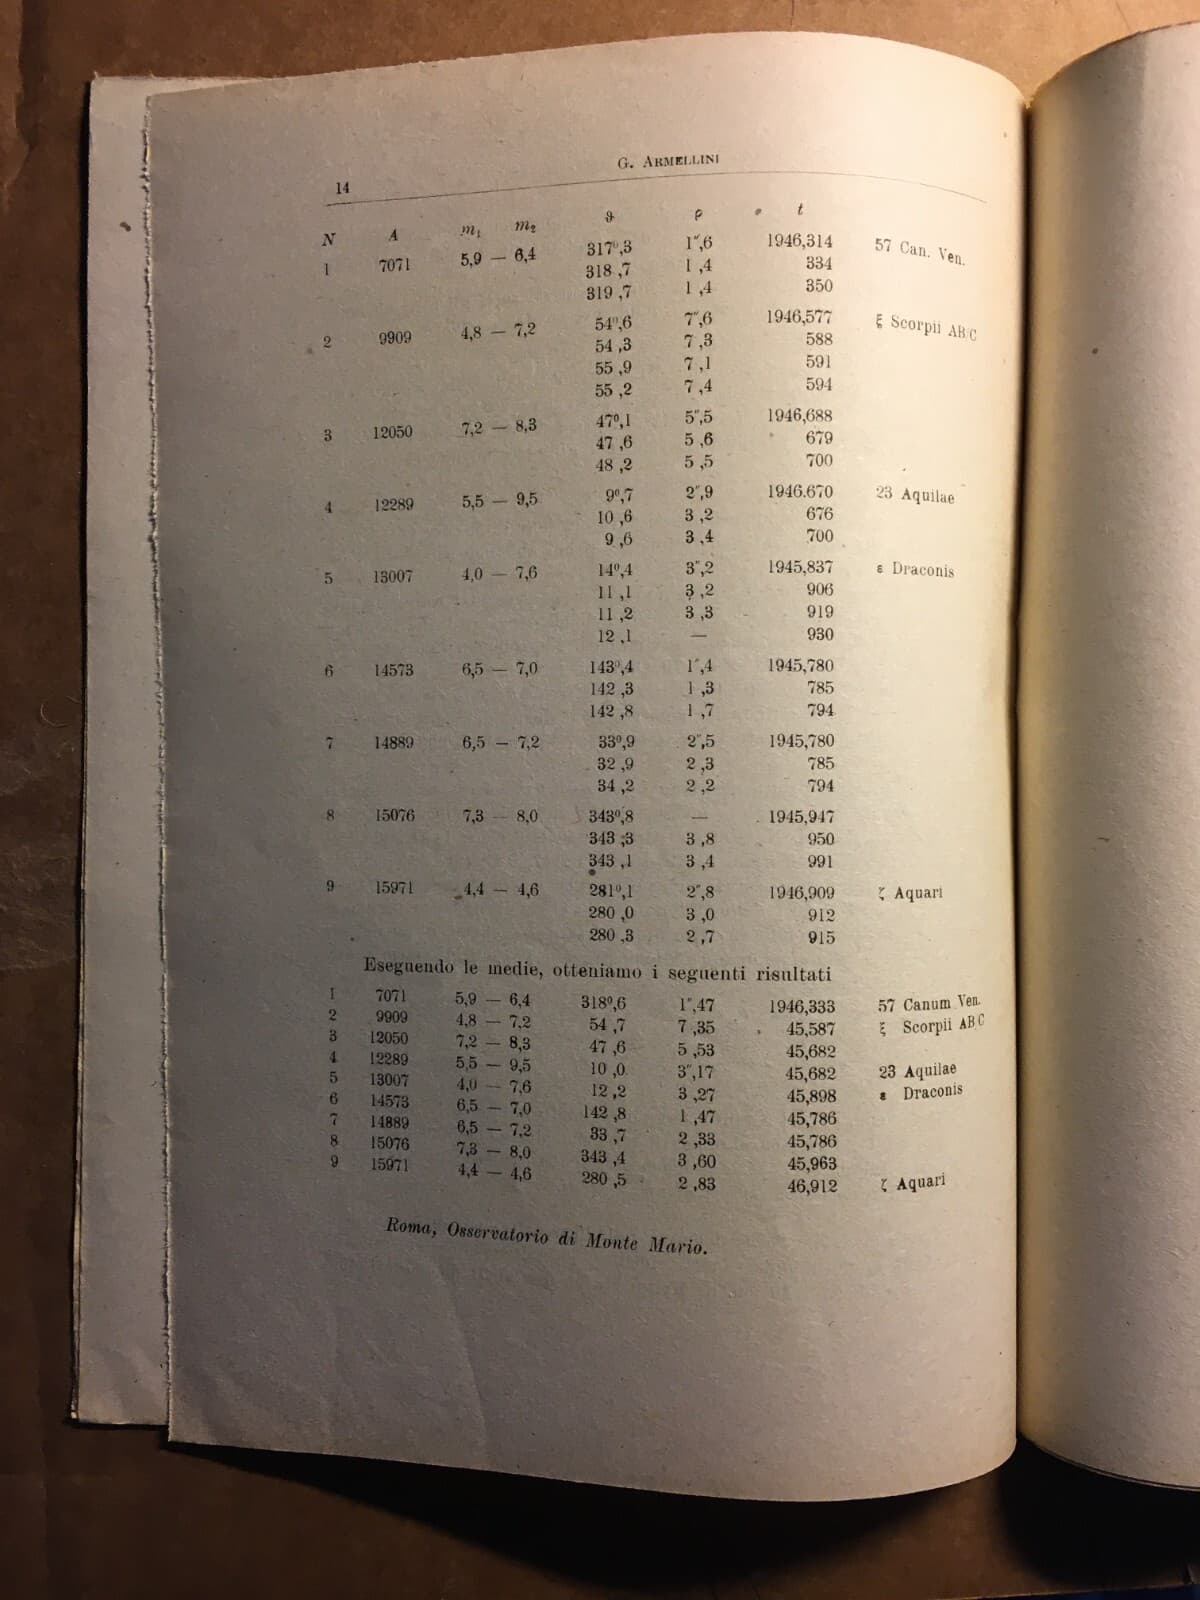 14
G. ARMELLINI
N A m₁ m₂ ϑ ρ t
1 7071 5,9 — 6,4 317⁰,3 1″,6 1946,314 57 Can. Ven.
318 ,7 1 ,4 334
319 ,7 1 ,4 350
2 9909 4,8 — 7,2 54⁰,6 7″,6 1946,577 ξ Scorpii AB/C
54 ,3 7 ,3 588
55 ,9 7 ,1 591
55 ,2 7 ,4 594
3 12050 7,2 — 8,3 47⁰,1 5″,5 1946,688
47 ,6 5 ,6 679
48 ,2 5 ,5 700
4 12289 5,5 — 9,5 9⁰,7 2″,9 1946.670 23 Aquilae
10 ,6 3 ,2 676
9 ,6 3 ,4 700
5 13007 4,0 — 7,6 14⁰,4 3″,2 1945,837 ε Draconis
11 ,1 3 ,2 906
11 ,2 3 ,3 919
12 ,1 — 930
6 14573 6,5 — 7,0 143⁰,4 1″,4 1945,780
142 ,3 1 ,3 785
142 ,8 1 ,7 794
7 14889 6,5 — 7,2 33⁰,9 2″,5 1945,780
32 ,9 2 ,3 785
34 ,2 2 ,2 794
8 15076 7,3 — 8,0 343⁰,8 — 1945,947
343 ,3 3 ,8 950
343 ,1 3 ,4 991
9 15971 4,4 — 4,6 281⁰,1 2″,8 1946,909 ζ Aquari
280 ,0 3 ,0 912
280 ,3 2 ,7 915
Eseguendo le medie, otteniamo i seguenti risultati
1 7071 5,9 — 6,4 318⁰,6 1″,47 1946,333 57 Canum Ven.
2 9909 4,8 — 7,2 54 ,7 7 ,35 45,587 ξ Scorpii AB/C
3 12050 7,2 — 8,3 47 ,6 5 ,53 45,682
4 12289 5,5 — 9,5 10 ,0 3″,17 45,682 23 Aquilae
5 13007 4,0 — 7,6 12 ,2 3 ,27 45,898 ε Draconis
6 14573 6,5 — 7,0 142 ,8 1 ,47 45,786
7 14889 6,5 — 7,2 33 ,7 2 ,33 45,786
8 15076 7,3 — 8,0 343 ,4 3 ,60 45,963
9 15971 4,4 — 4,6 280 ,5 2 ,83 46,912 ζ Aquari
Roma, Osservatorio di Monte Mario.